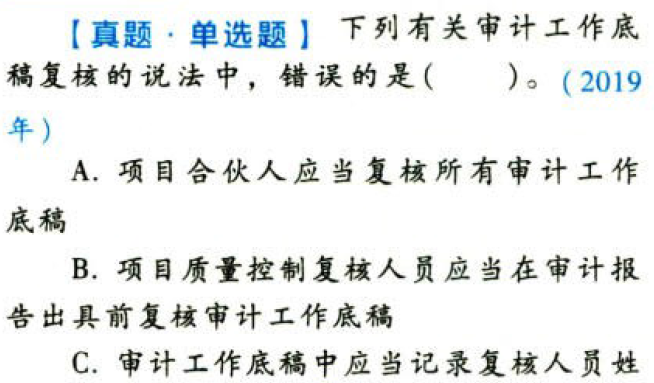 【真题·单选题】 下列有关审计工作底
稿复核的说法中，错误的是(　　)。(2019
年)
A. 项目合伙人应当复核所有审计工作
底稿
B. 项目质量控制复核人员应当在审计报
告出具前复核审计工作底稿
C. 审计工作底稿中应当记录复核人员姓